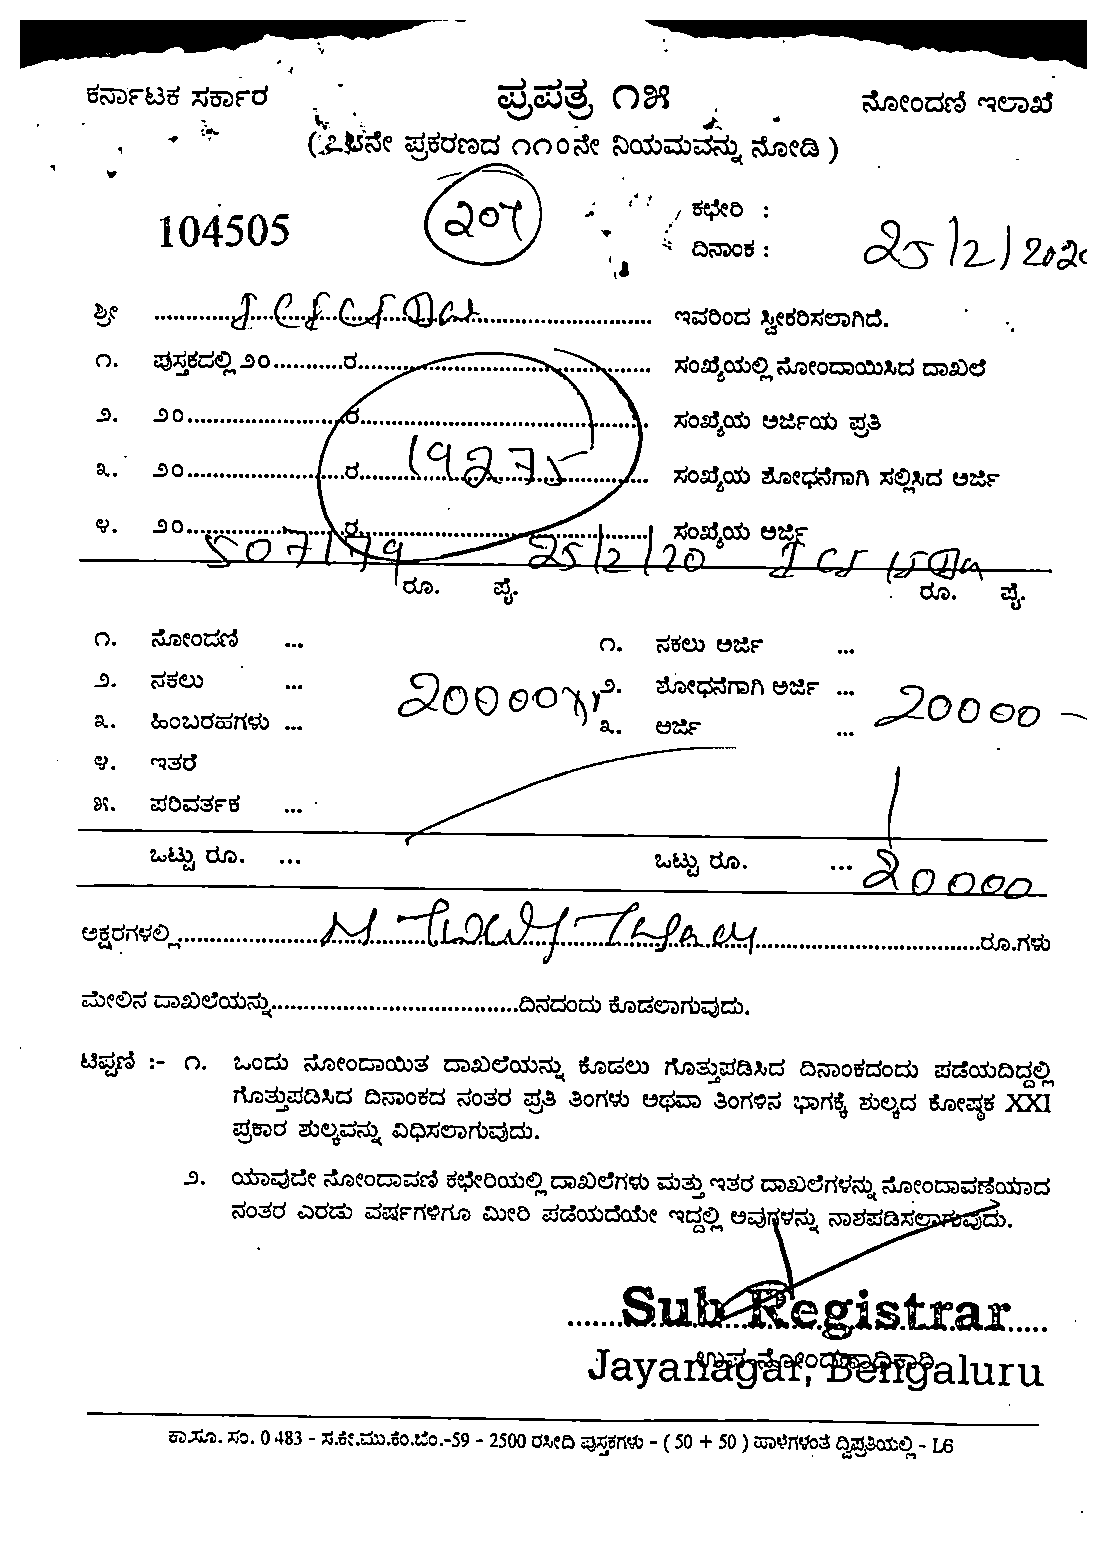 ಕರ್ನಾಟಕ ಸರ್ಕಾರ ಪ್ರಪತ್ರ ೧೫ ನೋಂದಣಿ ಇಲಾಖೆ
ನೇ ಪ್ರಕರಣದ ೧೧೦ನೇ ನಿಯಮವನ್ನು ನೋಡಿ )
104505 207 ಕಛೇರಿ :
ದಿನಾಂಕ : 25/2/2020
ಶ್ರೀ ICICI Bank ಇವರಿಂದ ಸ್ವೀಕರಿಸಲಾಗಿದೆ.
೧. ಪುಸ್ತಕದಲ್ಲಿ ೨೦...........ರ ಸಂಖ್ಯೆಯಲ್ಲಿ ನೋಂದಾಯಿಸಿದ ದಾಖಲೆ
೨. ೨೦...........ರ ಸಂಖ್ಯೆಯ ಅರ್ಜಿಯ ಪ್ರತಿ
೩. ೨೦...........ರ 19275 ಸಂಖ್ಯೆಯ ಶೋಧನೆಗಾಗಿ ಸಲ್ಲಿಸಿದ ಅರ್ಜಿ
೪. ೨೦...........ರ ಸಂಖ್ಯೆಯ ಅರ್ಜಿ
507179 25/2/20
ರೂ. ಪೈ. ರೂ. ಪೈ.
೧. ನೋಂದಣಿ ... ೧. ನಕಲು ಅರ್ಜಿ ...
೨. ನಕಲು ... 20000 ೨. ಶೋಧನೆಗಾಗಿ ಅರ್ಜಿ ... 20000 –
೩. ಹಿಂಬರಹಗಳು ... ೩. ಅರ್ಜಿ ...
೪. ಇತರೆ
೫. ಪರಿವರ್ತಕ ...
ಒಟ್ಟು ರೂ. ... ಒಟ್ಟು ರೂ. ... 20000
ಅಕ್ಷರಗಳಲ್ಲಿ ರೂ.ಗಳು
ಮೇಲಿನ ದಾಖಲೆಯನ್ನು..............................ದಿನದಂದು ಕೊಡಲಾಗುವುದು.
ಟಿಪ್ಪಣಿ :- ೧. ಒಂದು ನೋಂದಾಯಿತ ದಾಖಲೆಯನ್ನು ಕೊಡಲು ಗೊತ್ತುಪಡಿಸಿದ ದಿನಾಂಕದಂದು ಪಡೆಯದಿದ್ದಲ್ಲಿ
ಗೊತ್ತುಪಡಿಸಿದ ದಿನಾಂಕದ ನಂತರ ಪ್ರತಿ ತಿಂಗಳು ಅಥವಾ ತಿಂಗಳಿನ ಭಾಗಕ್ಕೆ ಶುಲ್ಕದ ಕೋಷ್ಠಕ XXI
ಪ್ರಕಾರ ಶುಲ್ಕವನ್ನು ವಿಧಿಸಲಾಗುವುದು.
೨. ಯಾವುದೇ ನೋಂದಾವಣಿ ಕಛೇರಿಯಲ್ಲಿ ದಾಖಲೆಗಳು ಮತ್ತು ಇತರ ದಾಖಲೆಗಳನ್ನು ನೋಂದಾವಣೆಯಾದ
ನಂತರ ಎರಡು ವರ್ಷಗಳಿಗೂ ಮೀರಿ ಪಡೆಯದೆಯೇ ಇದ್ದಲ್ಲಿ ಅವುಗಳನ್ನು ನಾಶಪಡಿಸಲಾಗುವುದು.
Sub Registrar
ಉಪ ನೋಂದಣಾಧಿಕಾರಿ
Jayanagar, Bengaluru
ಕಾ.ಸೂ. ಸಂ. 0 483 – ಸ.ಕೇ.ಮು.ಕೆಂ.ಬೆಂ.-59 – 2500 ರಸೀದಿ ಪುಸ್ತಕಗಳು – ( 50 + 50 ) ಹಾಳೆಗಳಂತೆ ದ್ವಿಪ್ರತಿಯಲ್ಲಿ – L6